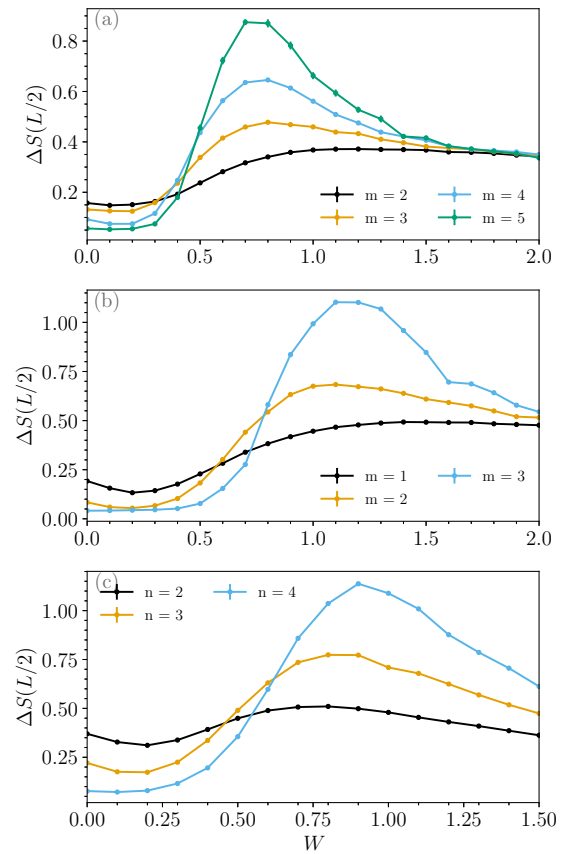 (a)
0.8
0.6
0.4
0.2
ΔS(L/2)
m = 2
m = 3
m = 4
m = 5
0.0 0.5 1.0 1.5 2.0
(b)
1.00
0.75
0.50
0.25
0.00
ΔS(L/2)
m = 1
m = 2
m = 3
0.0 0.5 1.0 1.5 2.0
(c)
n = 2
n = 3
n = 4
1.00
0.75
0.50
0.25
ΔS(L/2)
0.00 0.25 0.50 0.75 1.00 1.25 1.50
W